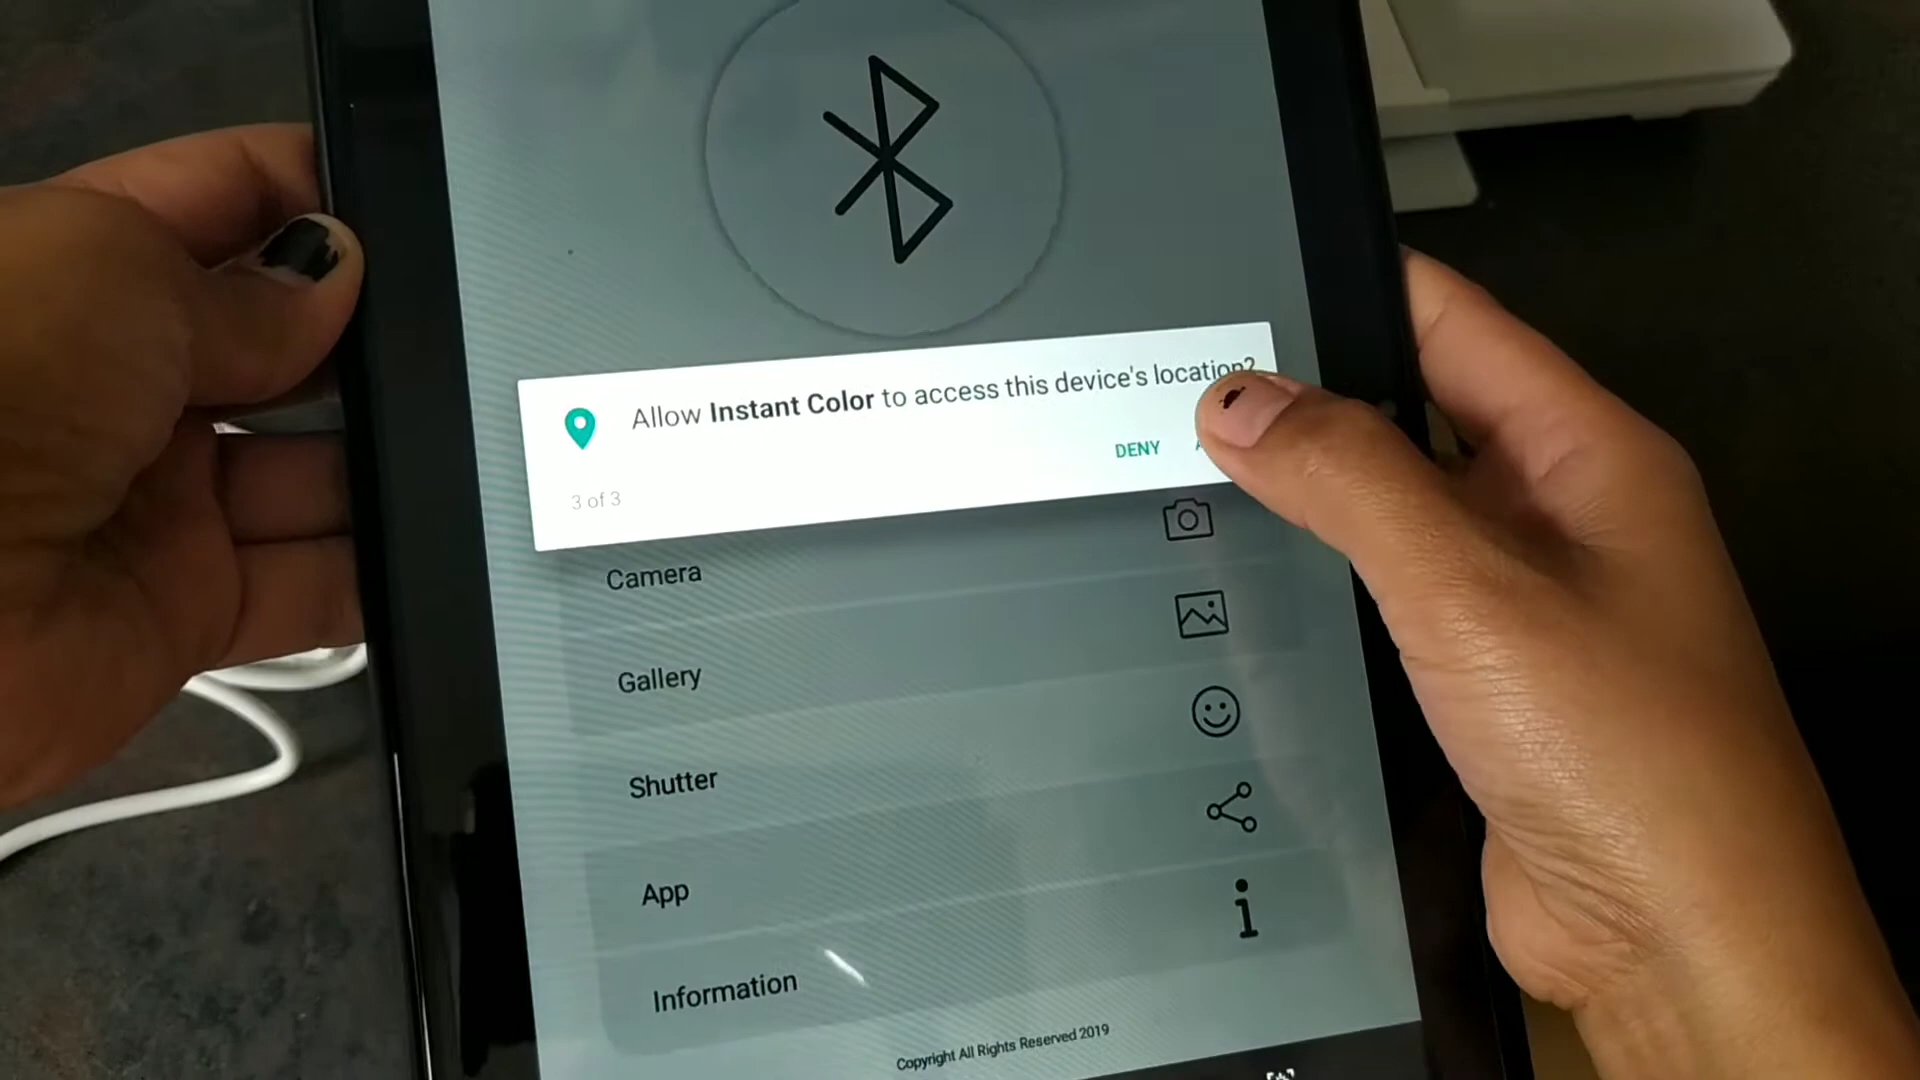 Allow Instant Color to access this device's location?
DENY
3 of 3
Camera
Gallery
Shutter
App
Information
Copyright All Rights Reserved 2019